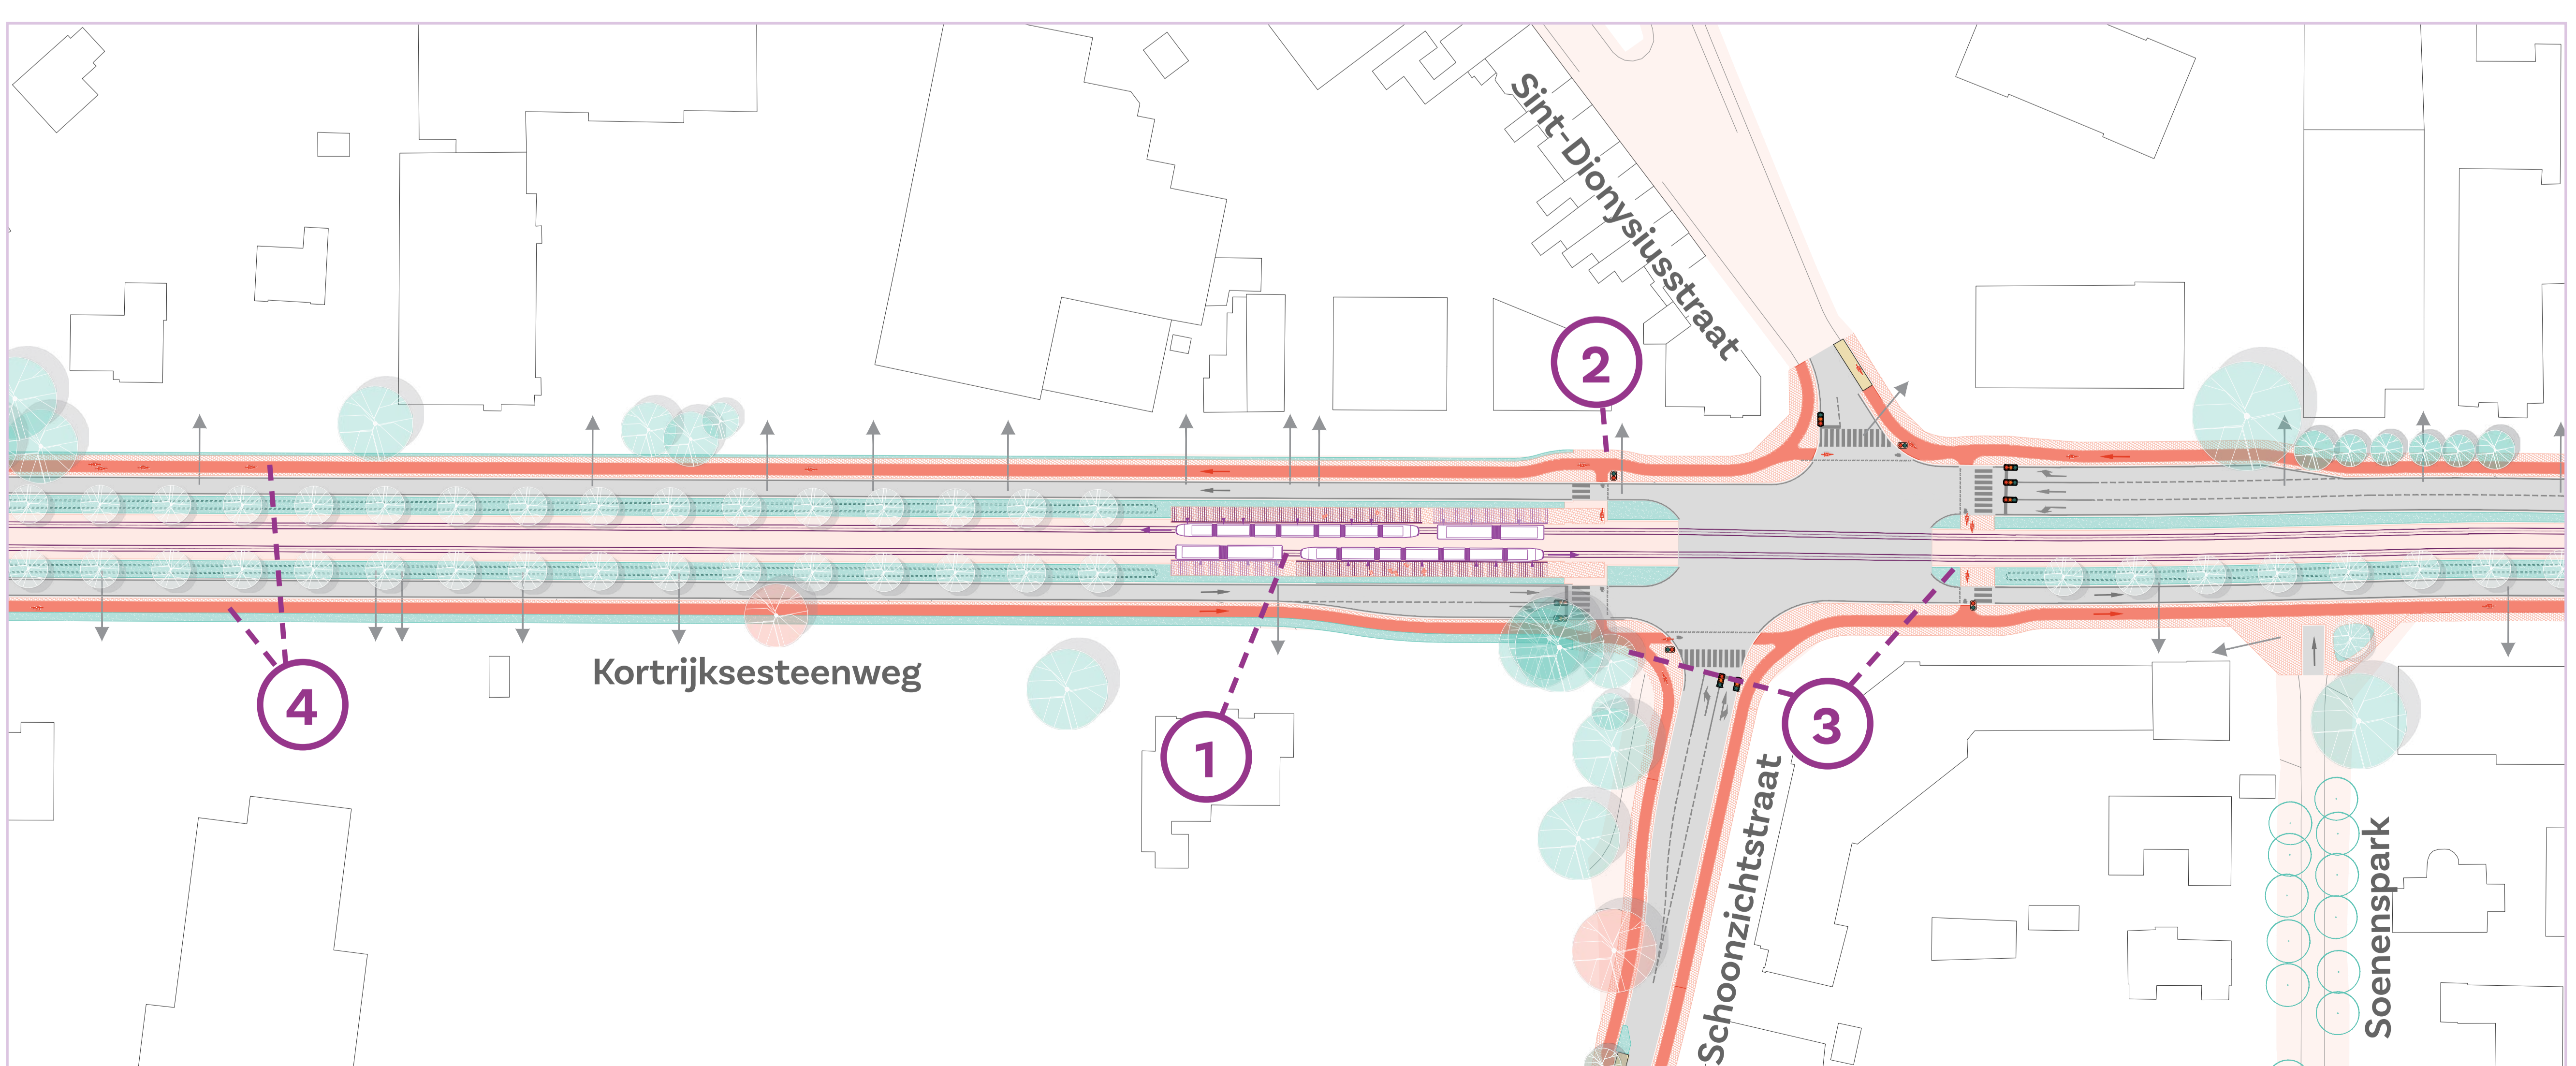 Sint-Dionysiusstraat
2
Kortrijksesteenweg
4
1
3
Schoonzichtstraat
Soenenspark